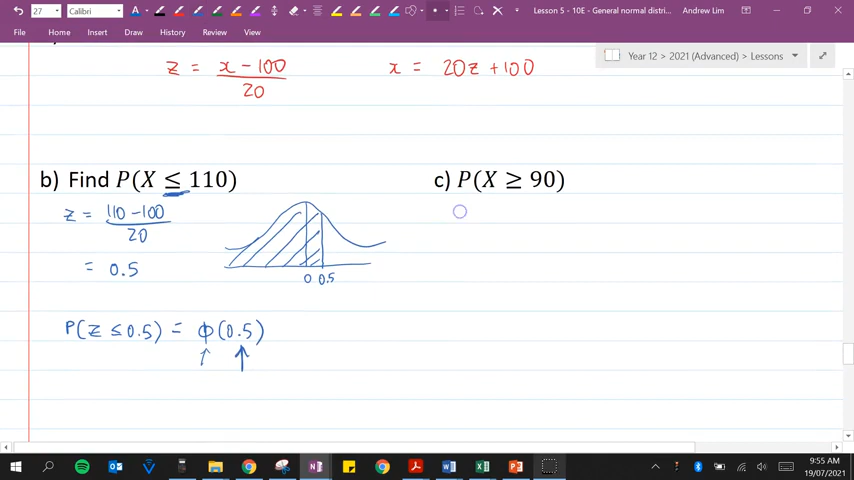 27 Calibri Lesson 5 - 10E - General normal distri... Andrew Lim
File Home Insert Draw History Review View
Year 12 > 2021 (Advanced) > Lessons
z = x - 100 / 20
x = 20z + 100
b) Find P(X ≤ 110)
c) P(X ≥ 90)
z = 110 - 100 / 20
= 0.5
0 0.5
P(z ≤ 0.5) = ϕ(0.5)
9:55 AM
19/07/2021